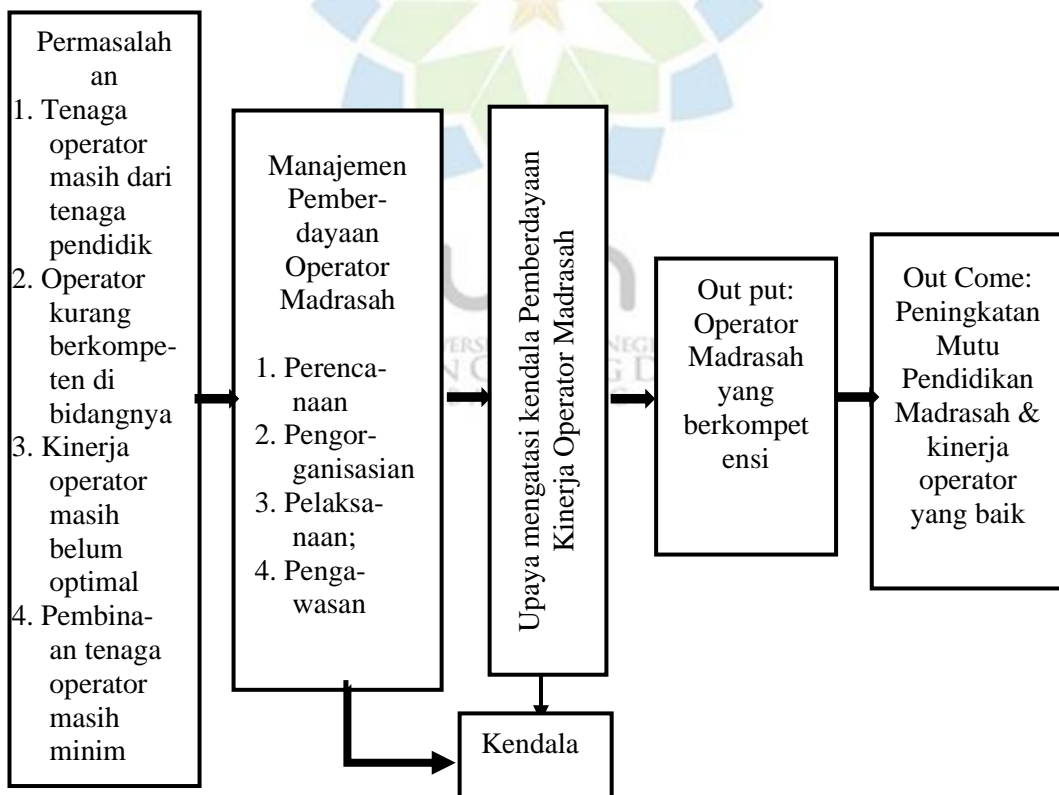 Permasalah
an
1. Tenaga
operator
masih dari
tenaga
pendidik
2. Operator
kurang
berkompe-
ten di
bidangnya
3. Kinerja
operator
masih
belum
optimal
4. Pembina-
an tenaga
operator
masih
minim
Manajemen
Pember-
dayaan
Operator
Madrasah
1. Perenca-
naan
2. Pengor-
ganisasian
3. Pelaksa-
naan;
4. Penga-
wasan
Upaya mengatasi kendala Pemberdayaan
Kinerja Operator Madrasah
Kendala
Out put:
Operator
Madrasah
yang
berkompet
ensi
Out Come:
Peningkatan
Mutu
Pendidikan
Madrasah &
kinerja
operator
yang baik